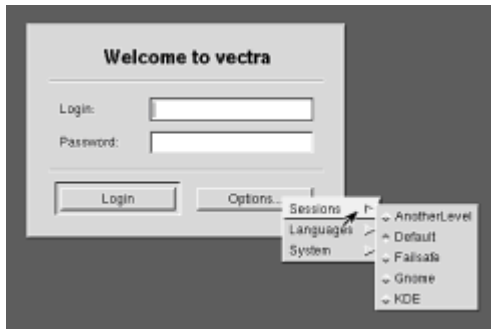 Welcome to vectra
Login:
Password:
Login
Options...
Sessions
Languages
System
AnotherLevel
Default
Failsafe
Gnome
KDE